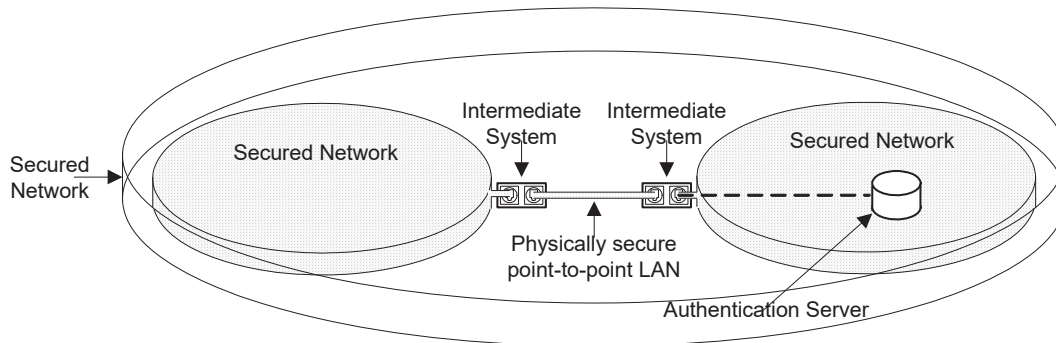 Intermediate
System
Intermediate
System
Secured Network
Secured Network
Secured
Network
Physically secure
point-to-point LAN
Authentication Server